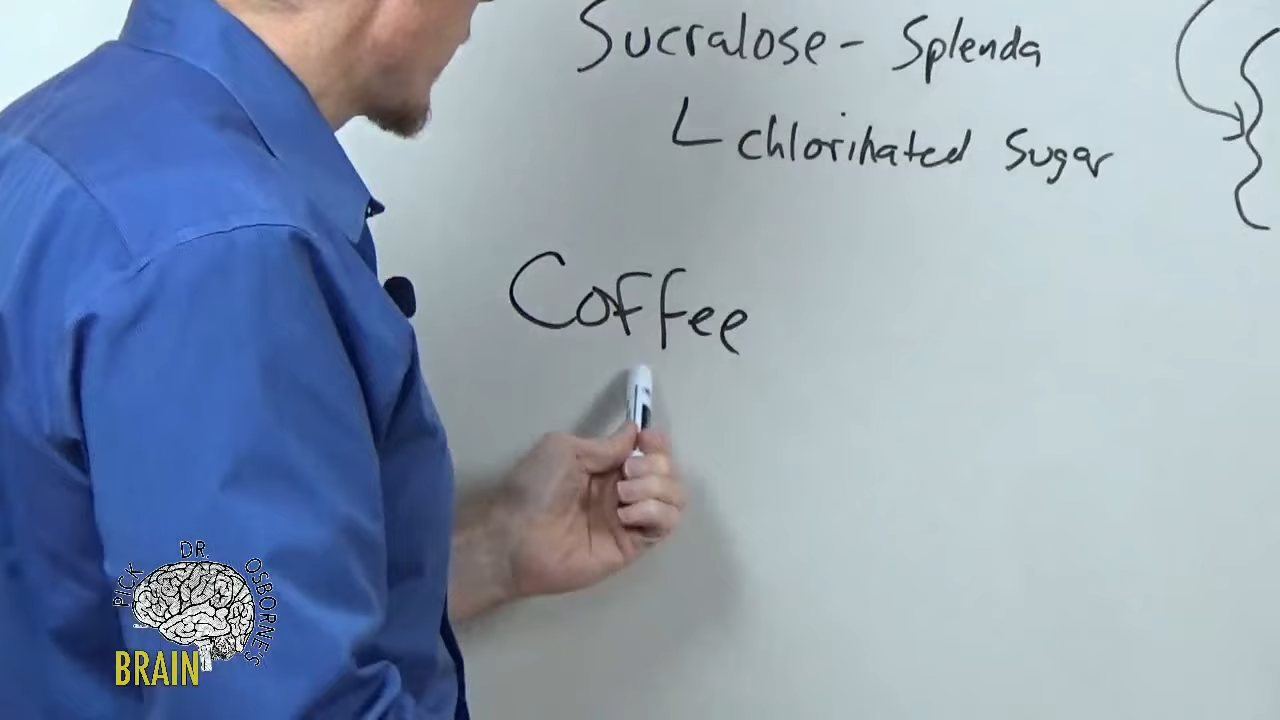 Sucralose - Splenda
chlorinated Sugar
Coffee
PICK DR. OSBORNE'S
BRAIN